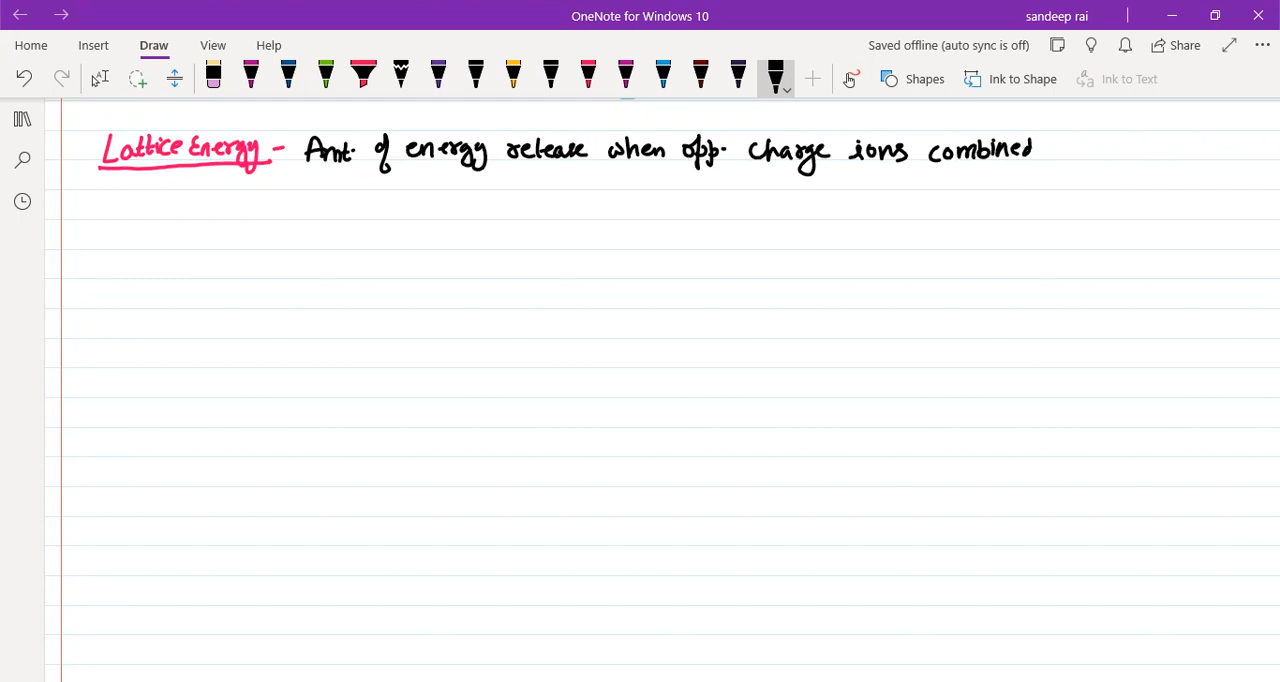 OneNote for Windows 10
sandeep rai
Home Insert Draw View Help
Saved offline (auto sync is off) Share
Shapes Ink to Shape Ink to Text
Lattice Energy - Amt. of energy release when opp. charge ions combined